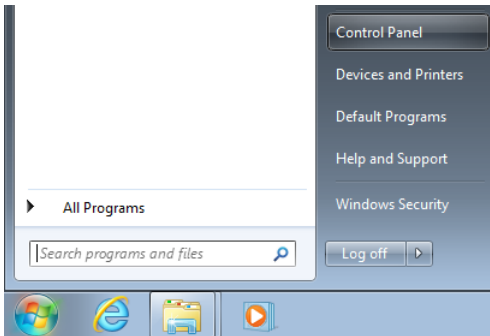 Control Panel
Devices and Printers
Default Programs
Help and Support
All Programs
Windows Security
Search programs and files
Log off